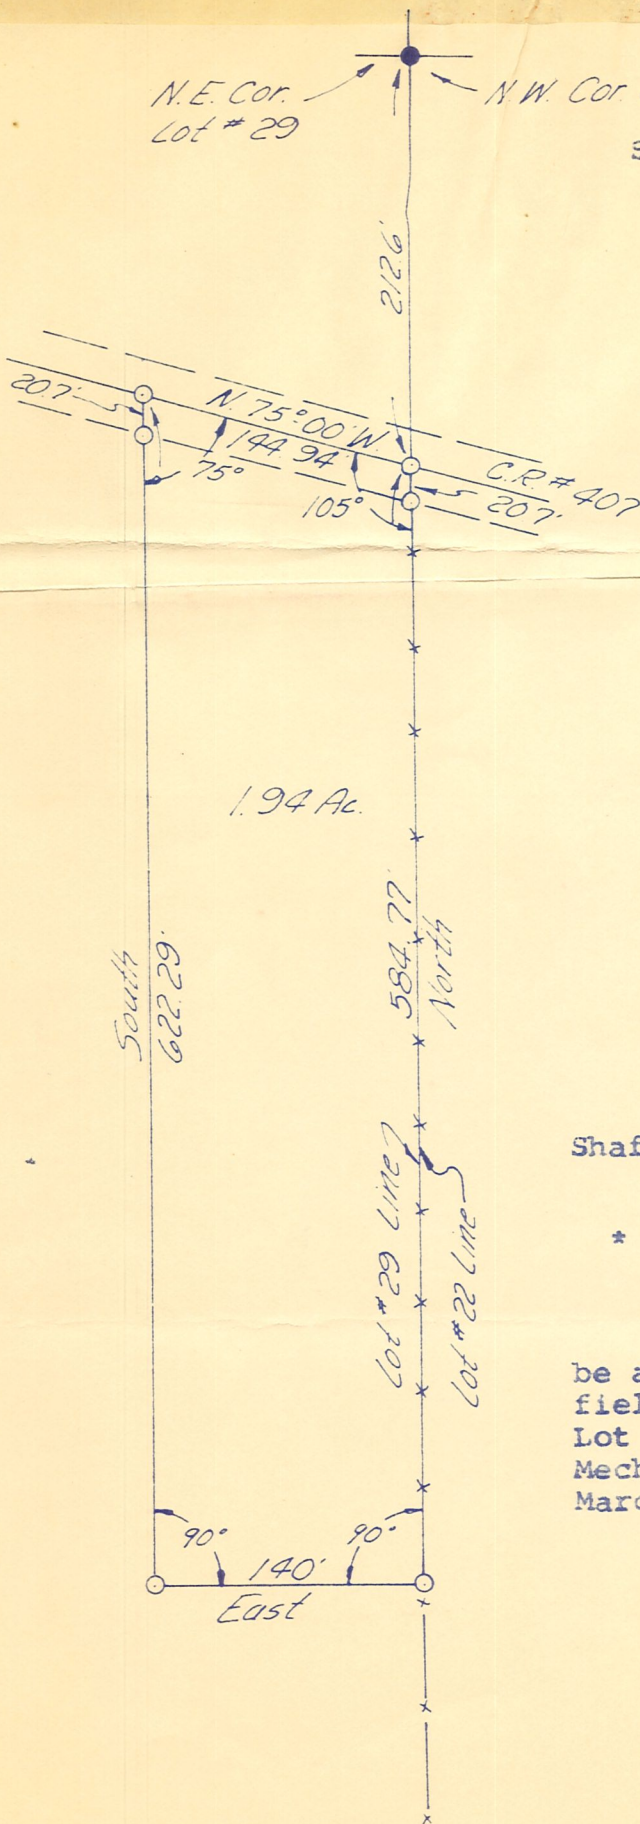 N.E. Cor.
Lot # 29
N.W. Cor.
S
212.6'
20.7'
N. 75° 00' W.
144.94'
75°
105°
C.R. # 407
20.7'
1.94 Ac.
South
622.29'
584.77'
North
Lot # 29 Line
Lot # 22 Line
Shaf
*
be a
fiel
Lot
Mech
Marc
90°
90°
140'
East